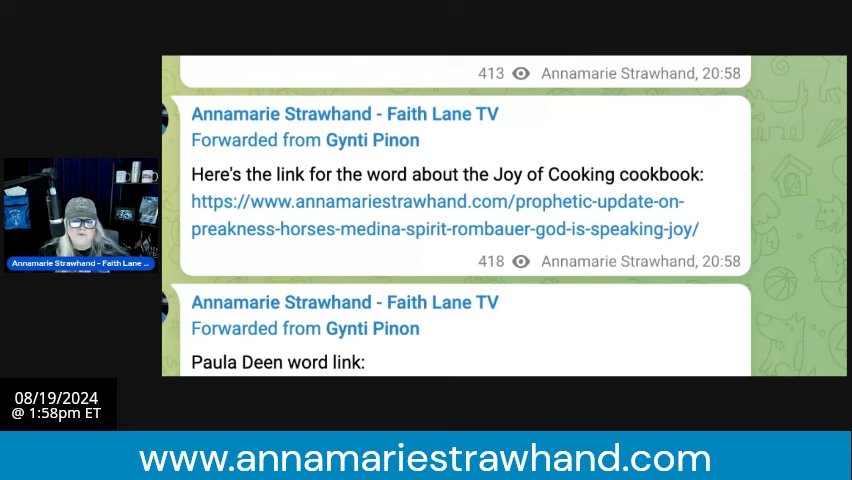 413 Annamarie Strawhand, 20:58
Annamarie Strawhand - Faith Lane TV
Forwarded from Gynti Pinon
Here's the link for the word about the Joy of Cooking cookbook:
https://www.annamariestrawhand.com/prophetic-update-on-
preakness-horses-medina-spirit-rombauer-god-is-speaking-joy/
418 Annamarie Strawhand, 20:58
Annamarie Strawhand - Faith Lane TV
Forwarded from Gynti Pinon
Paula Deen word link:
Annamarie Strawhand - Faith Lane ...
08/19/2024
@ 1:58pm ET
www.annamariestrawhand.com